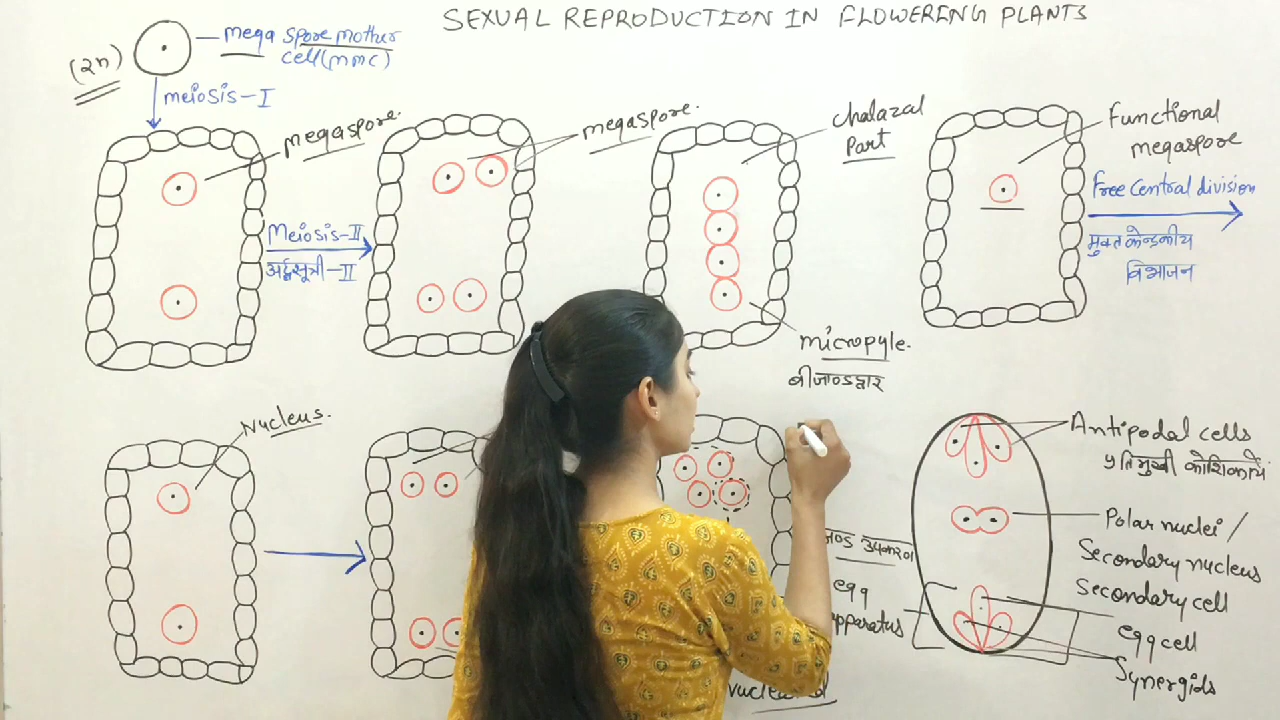 SEXUAL REPRODUCTION IN FLOWERING PLANTS
(2n)
mega spore mother
cell (mmc)
meiosis-I
megaspore.
Meiosis-II
अर्द्धसूत्री-II
megaspore.
chalazal
Part
micropyle.
बीजाण्डद्वार
Functional
megaspore
Free Central division
मुक्त केन्द्रकीय
विभाजन
Nucleus.
egg
apparatus
Antipodal cells
प्रतिमुखी कोशिकायें
Polar nuclei /
Secondary nucleus
Secondary cell
egg cell
Synergids